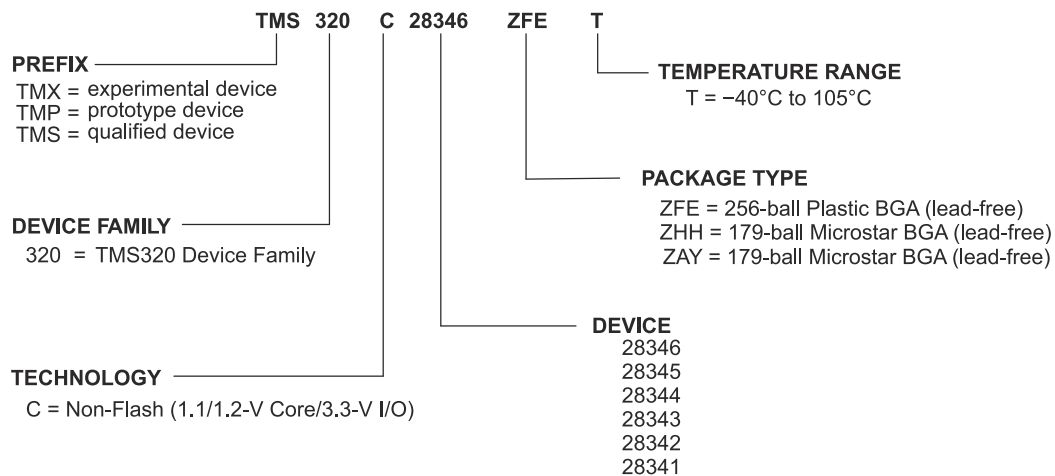 TMS 320 C 28346 ZFE T
PREFIX
TMX = experimental device
TMP = prototype device
TMS = qualified device
TEMPERATURE RANGE
T = −40°C to 105°C
PACKAGE TYPE
ZFE = 256-ball Plastic BGA (lead-free)
ZHH = 179-ball Microstar BGA (lead-free)
ZAY = 179-ball Microstar BGA (lead-free)
DEVICE FAMILY
320 = TMS320 Device Family
DEVICE
28346
28345
28344
28343
28342
28341
TECHNOLOGY
C = Non-Flash (1.1/1.2-V Core/3.3-V I/O)